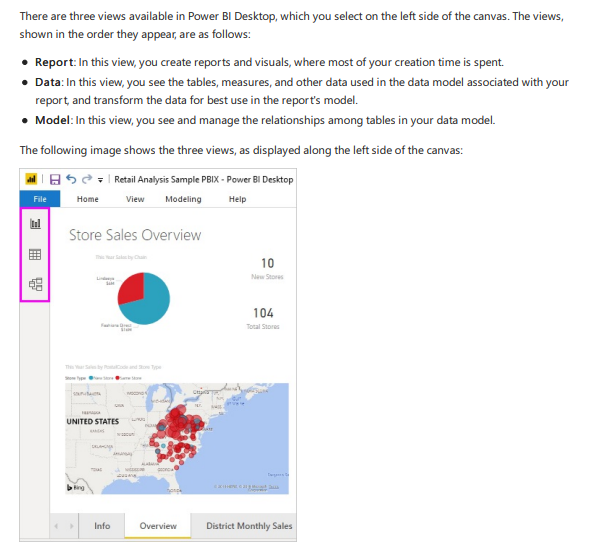 There are three views available in Power BI Desktop, which you select on the left side of the canvas. The views,
shown in the order they appear, are as follows:
● Report: In this view, you create reports and visuals, where most of your creation time is spent.
● Data: In this view, you see the tables, measures, and other data used in the data model associated with your
report, and transform the data for best use in the report's model.
● Model: In this view, you see and manage the relationships among tables in your data model.
The following image shows the three views, as displayed along the left side of the canvas:
Retail Analysis Sample PBIX - Power BI Desktop
File Home View Modeling Help
Store Sales Overview
This Year Sales by Chain
10
New Stores
104
Total Stores
This Year Sales by PostalCode and Store Type
Store Type New Store Same Store
UNITED STATES
Bing
Info Overview District Monthly Sales